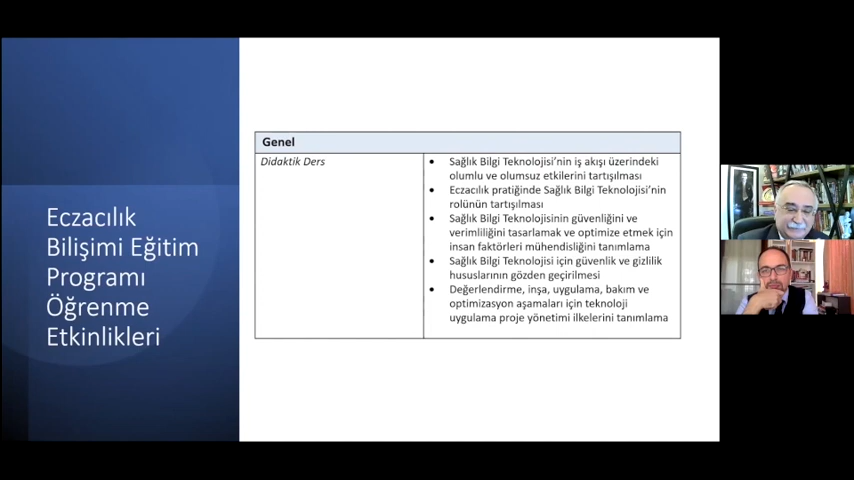 Eczacılık
Bilişimi Eğitim
Programı
Öğrenme
Etkinlikleri
Genel
Didaktik Ders
• Sağlık Bilgi Teknolojisi’nin iş akışı üzerindeki
olumlu ve olumsuz etkilerini tartışılması
• Eczacılık pratiğinde Sağlık Bilgi Teknolojisi’nin
rolünün tartışılması
• Sağlık Bilgi Teknolojisinin güvenliğini ve
verimliliğini tasarlamak ve optimize etmek için
insan faktörleri mühendisliğini tanımlama
• Sağlık Bilgi Teknolojisi için güvenlik ve gizlilik
hususlarının gözden geçirilmesi
• Değerlendirme, inşa, uygulama, bakım ve
optimizasyon aşamaları için teknoloji
uygulama proje yönetimi ilkelerini tanımlama